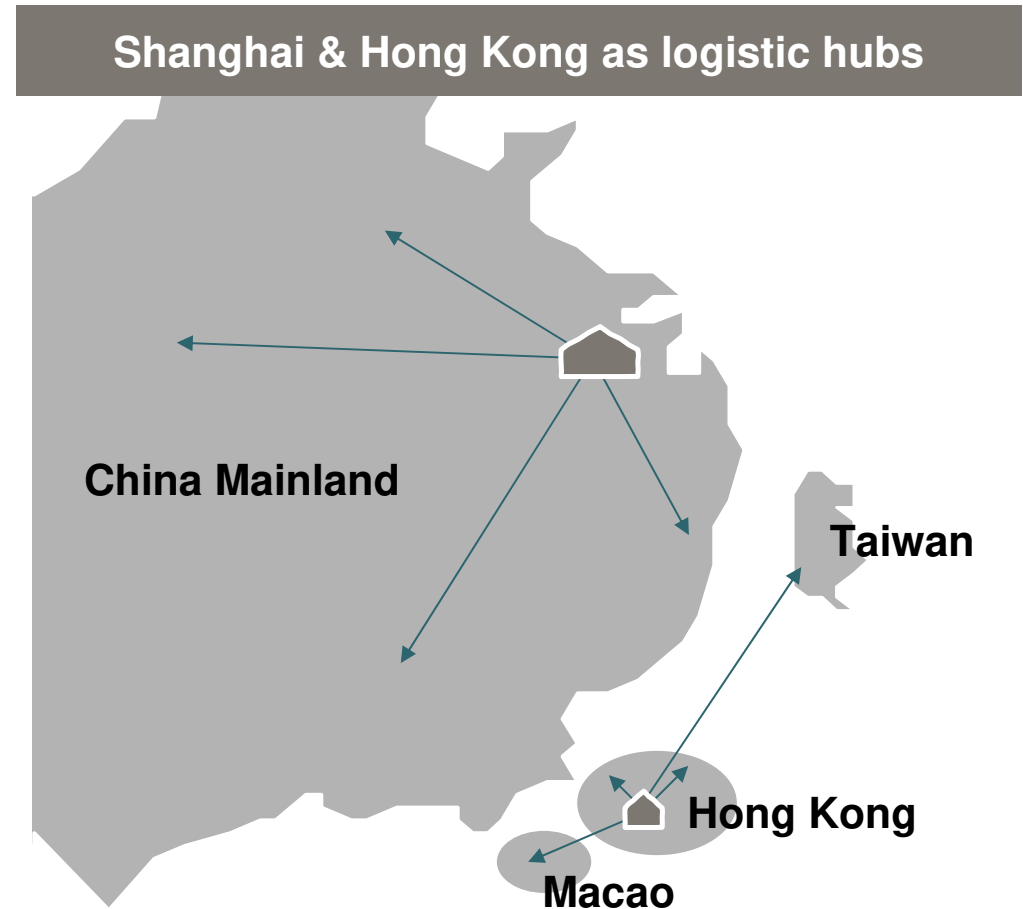 Shanghai & Hong Kong as logistic hubs
China Mainland
Taiwan
Hong Kong
Macao